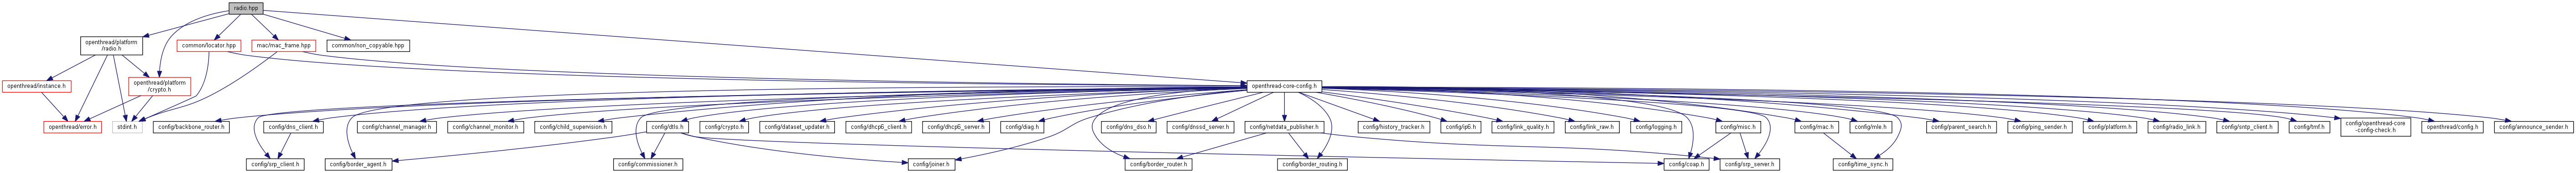 radio.hpp
openthread/platform
/radio.h
common/locator.hpp
mac/mac_frame.hpp
common/non_copyable.hpp
openthread/instance.h
openthread/platform
/crypto.h
openthread-core-config.h
openthread/error.h
stdint.h
config/backbone_router.h
config/dns_client.h
config/channel_manager.h
config/channel_monitor.h
config/child_supervision.h
config/dtls.h
config/crypto.h
config/dataset_updater.h
config/dhcp6_client.h
config/dhcp6_server.h
config/diag.h
config/dns_dso.h
config/dnssd_server.h
config/netdata_publisher.h
config/history_tracker.h
config/ip6.h
config/link_quality.h
config/link_raw.h
config/logging.h
config/misc.h
config/mac.h
config/mle.h
config/parent_search.h
config/ping_sender.h
config/platform.h
config/radio_link.h
config/sntp_client.h
config/tmf.h
config/openthread-core
-config-check.h
openthread/config.h
config/announce_sender.h
config/srp_client.h
config/border_agent.h
config/commissioner.h
config/joiner.h
config/border_router.h
config/border_routing.h
config/coap.h
config/srp_server.h
config/time_sync.h